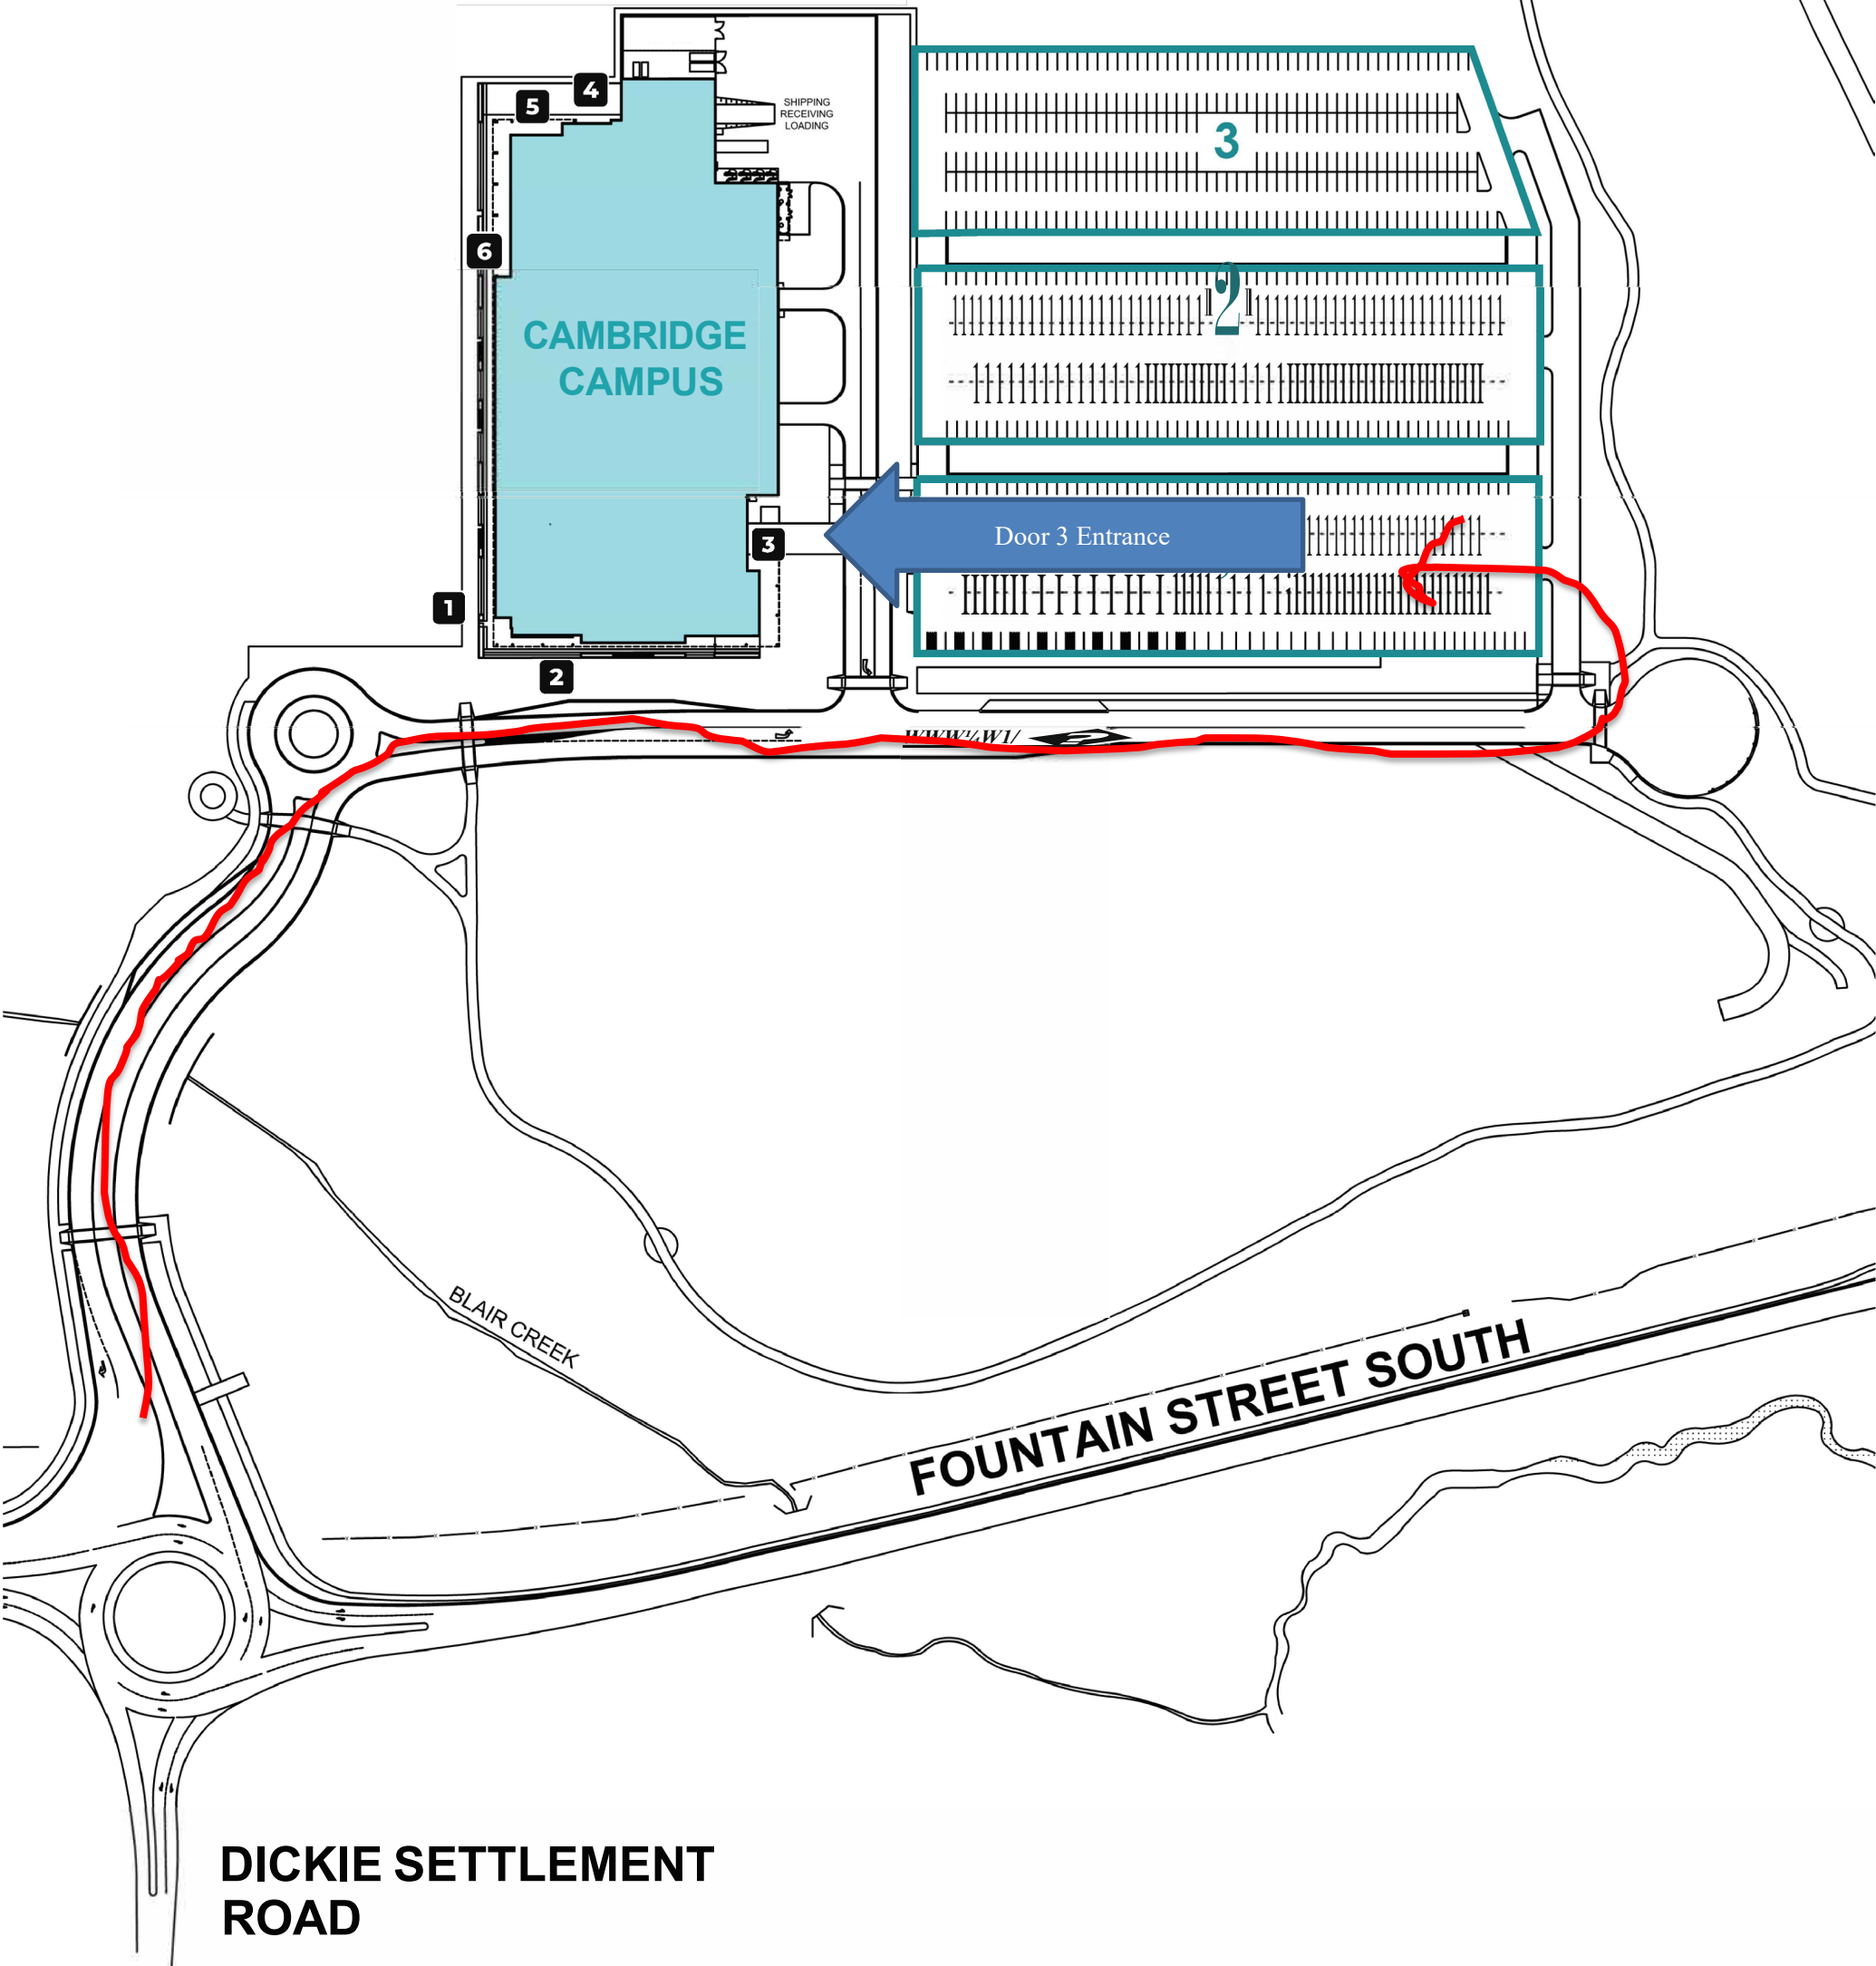 4
5
SHIPPING
RECEIVING
LOADING
3
6
2
CAMBRIDGE
CAMPUS
Door 3 Entrance
3
1
2
BLAIR CREEK
FOUNTAIN STREET SOUTH
DICKIE SETTLEMENT
ROAD